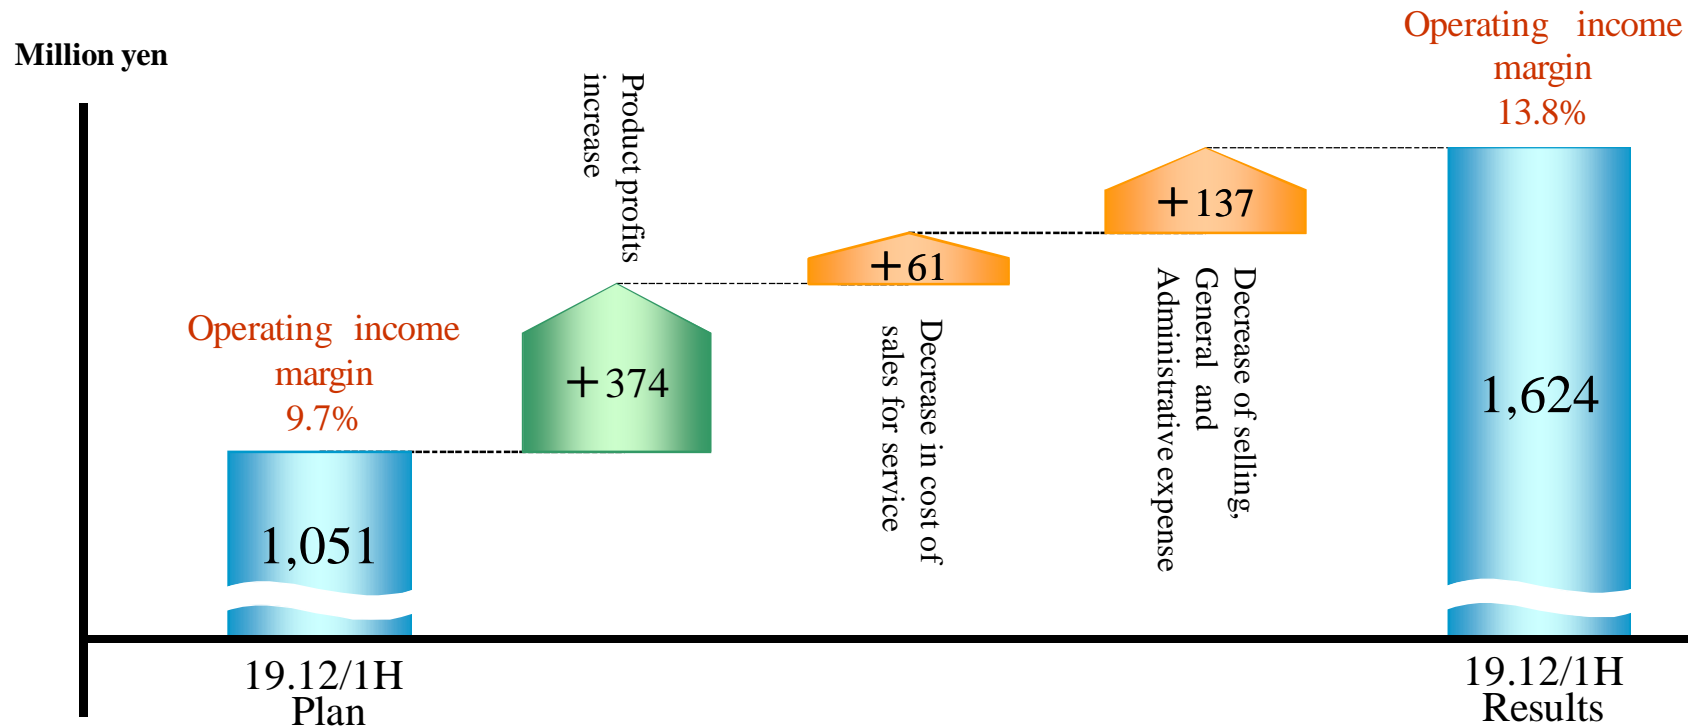 Million yen
Operating income
margin
9.7%
1,051
19.12/1H
Plan
Product profits
increase
+374
+61
Decrease in cost of
sales for service
+137
Decrease of selling,
General and
Administrative expense
Operating income
margin
13.8%
1,624
19.12/1H
Results